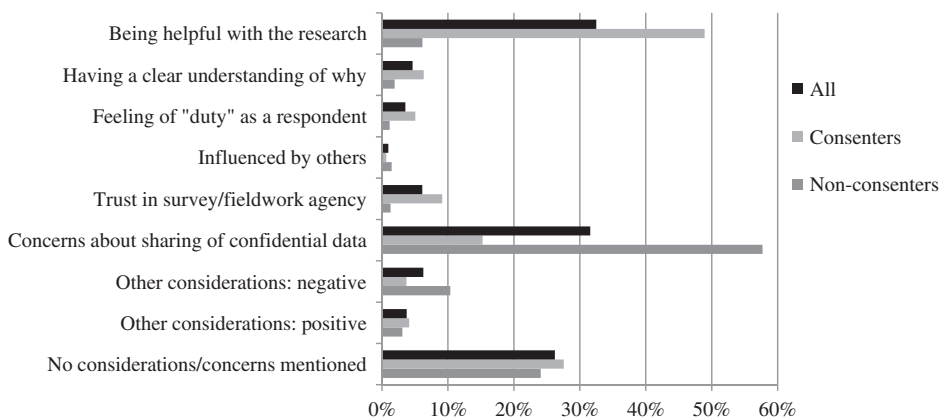 Being helpful with the research
Having a clear understanding of why
Feeling of "duty" as a respondent
Influenced by others
Trust in survey/fieldwork agency
Concerns about sharing of confidential data
Other considerations: negative
Other considerations: positive
No considerations/concerns mentioned
0% 10% 20% 30% 40% 50% 60%
All
Consenters
Non-consenters